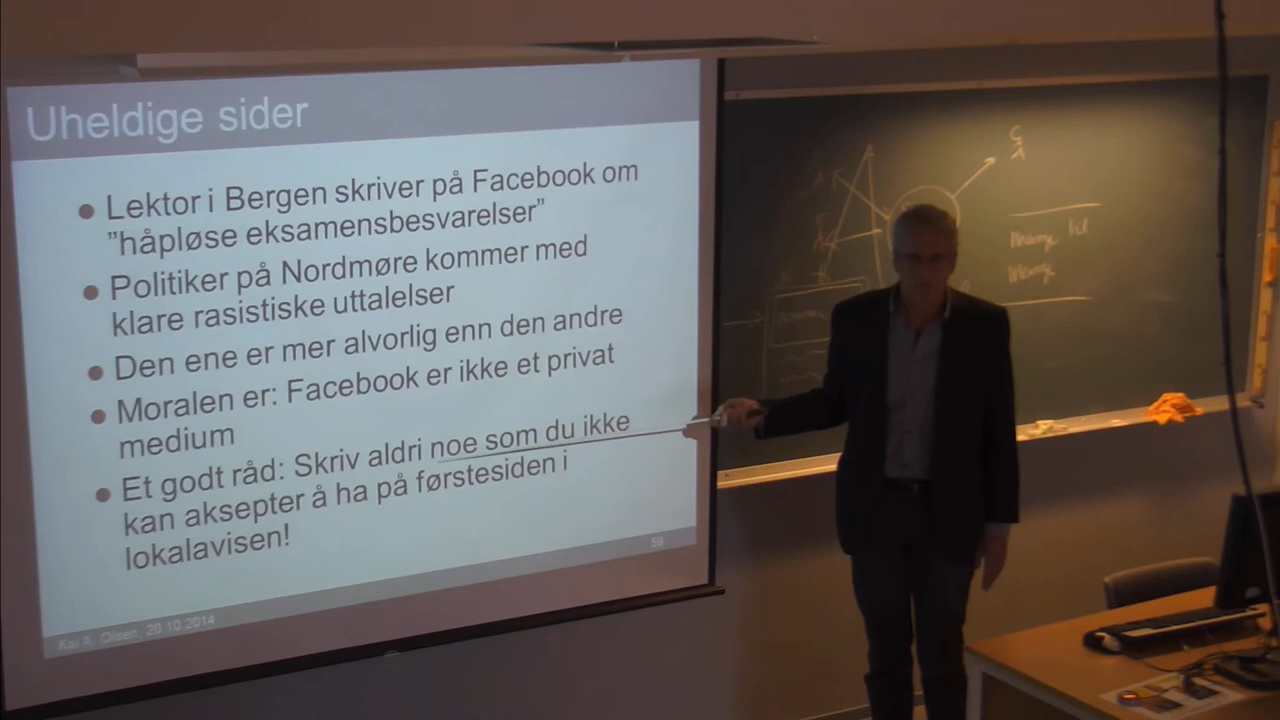 Uheldige sider
Lektor i Bergen skriver på Facebook om
"håpløse eksamensbesvarelser"
Politiker på Nordmøre kommer med
klare rasistiske uttalelser
Den ene er mer alvorlig enn den andre
Moralen er: Facebook er ikke et privat
medium
Et godt råd: Skriv aldri noe som du ikke
kan aksepter å ha på førstesiden i
lokalavisen!
59
Kai A. Olsen, 20.10.2014